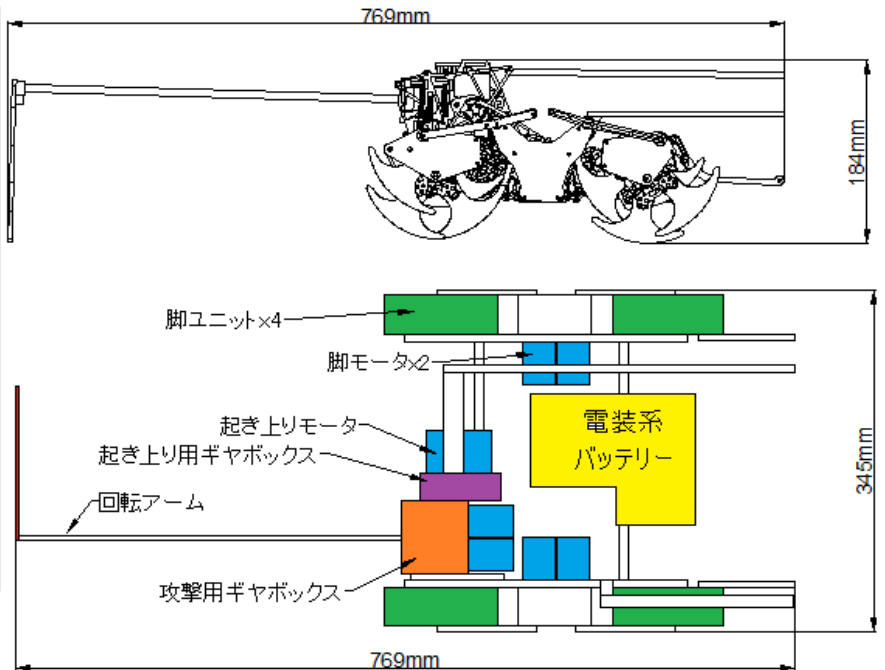 769mm
184mm
脚ユニット×4
脚モータ×2
起き上りモータ
起き上り用ギヤボックス
回転アーム
電装系
バッテリー
345mm
攻撃用ギヤボックス
769mm